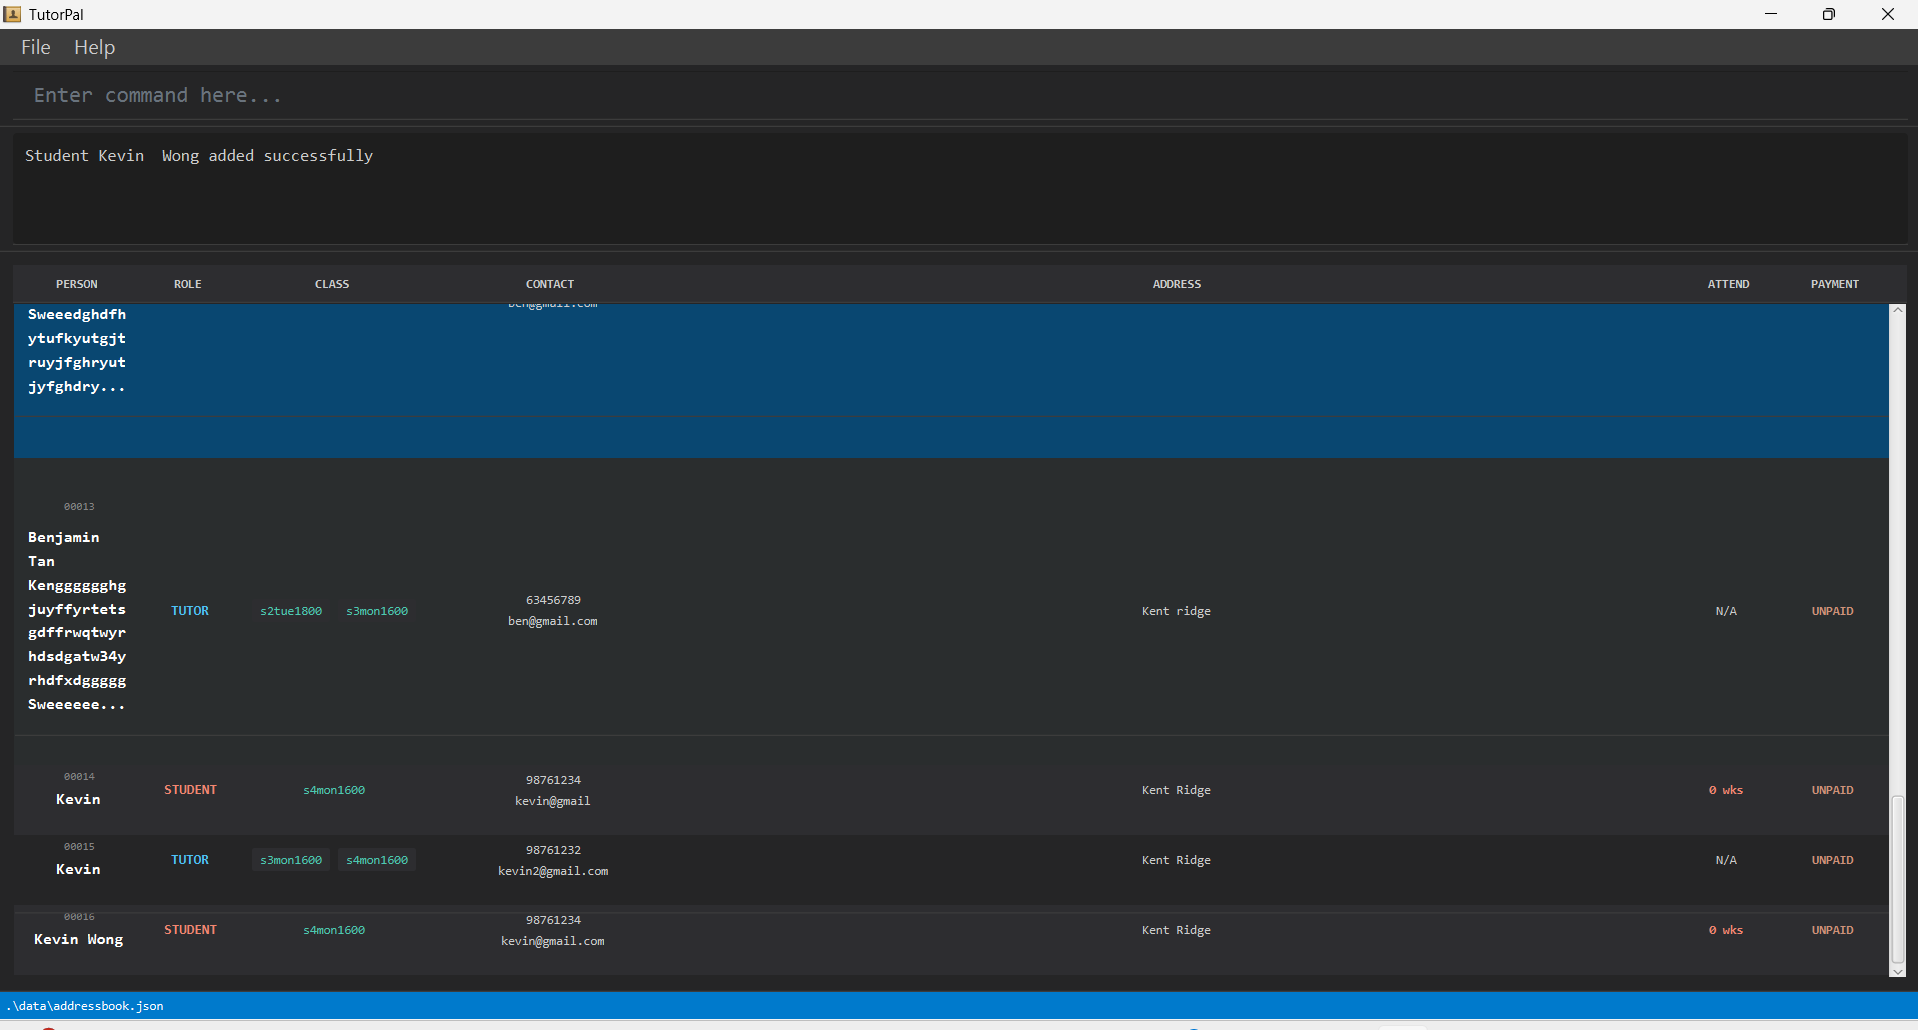 TutorPal
File Help
Enter command here...
Student Kevin  Wong added successfully
PERSON ROLE CLASS CONTACT ADDRESS ATTEND PAYMENT
ben@gmail.com
Sweeedghdfh
ytufkyutgjt
ruyjfghryut
jyfghdry...
00013
Benjamin
Tan
Kengggggghg
juyffyrtets
gdffrwqtwyr
hdsdgatw34y
rhdfxdggggg
Sweeeeee...
TUTOR s2tue1800 s3mon1600 63456789 Kent ridge N/A UNPAID
ben@gmail.com
00014 98761234
Kevin STUDENT s4mon1600 kevin@gmail Kent Ridge 0 wks UNPAID
00015 98761232
Kevin TUTOR s3mon1600 s4mon1600 kevin2@gmail.com Kent Ridge N/A UNPAID
00016 98761234
Kevin Wong STUDENT s4mon1600 kevin@gmail.com Kent Ridge 0 wks UNPAID
.\data\addressbook.json